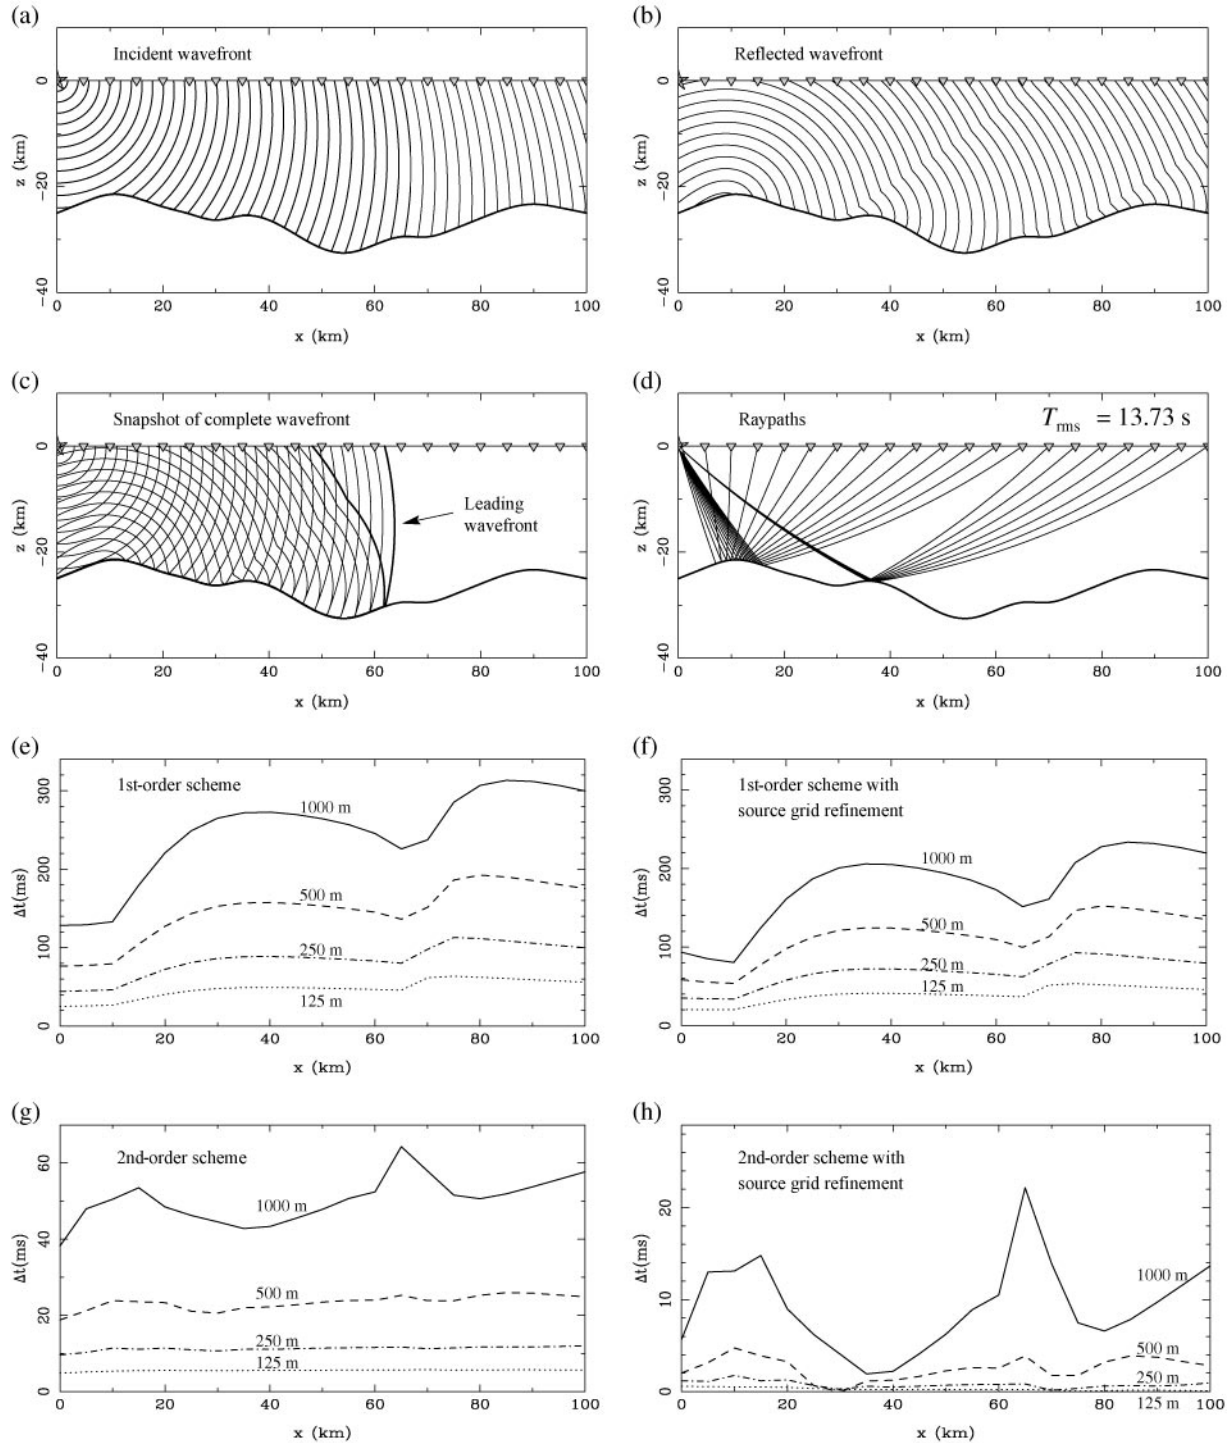 (a)
Incident wavefront
0
−20
−40
z (km)
0 20 40 60 80 100
x (km)
(b)
Reflected wavefront
0
−20
−40
z (km)
0 20 40 60 80 100
x (km)
(c)
Snapshot of complete wavefront
Leading
wavefront
0
−20
−40
z (km)
0 20 40 60 80 100
x (km)
(d)
Raypaths
Trms = 13.73 s
0
−20
−40
z (km)
0 20 40 60 80 100
x (km)
(e)
1st-order scheme
1000 m
500 m
250 m
125 m
300
200
100
0
Δt(ms)
0 20 40 60 80 100
x (km)
(f)
1st-order scheme with
source grid refinement
1000 m
500 m
250 m
125 m
300
200
100
0
Δt(ms)
0 20 40 60 80 100
x (km)
(g)
2nd-order scheme
1000 m
500 m
250 m
125 m
60
40
20
0
Δt(ms)
0 20 40 60 80 100
x (km)
(h)
2nd-order scheme with
source grid refinement
1000 m
500 m
250 m
125 m
20
10
0
Δt(ms)
0 20 40 60 80 100
x (km)